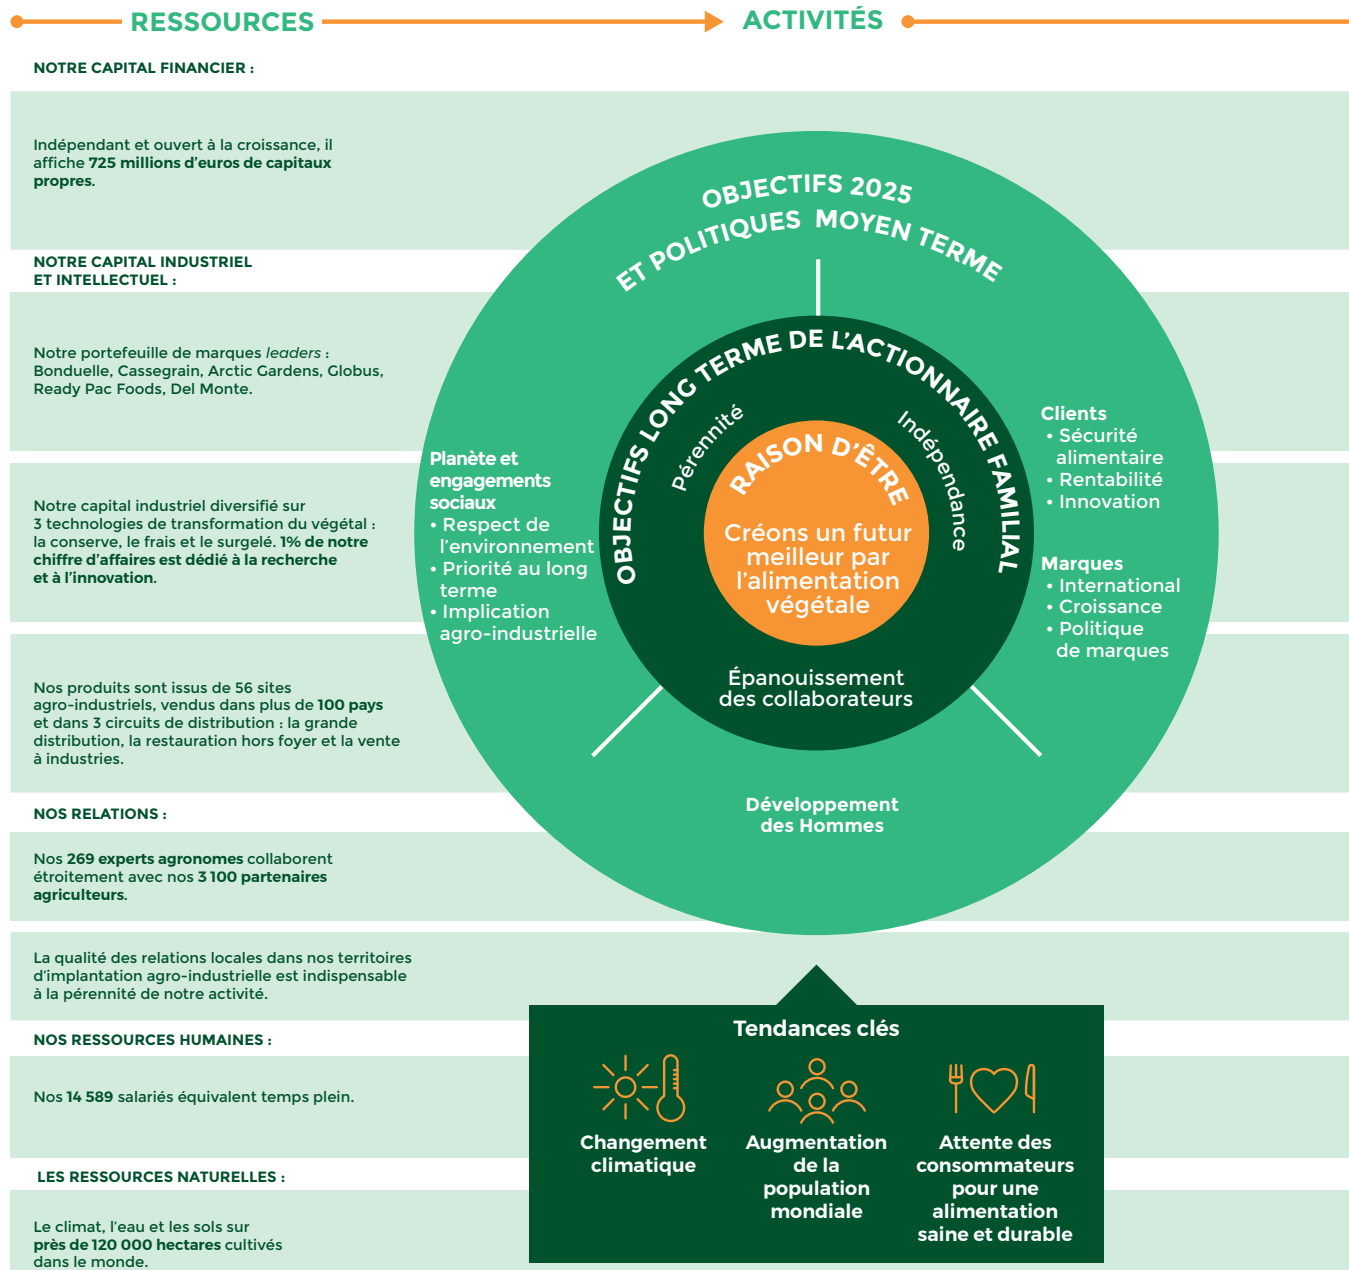 RESSOURCES
ACTIVITÉS
NOTRE CAPITAL FINANCIER :
Indépendant et ouvert à la croissance, il
affiche 725 millions d’euros de capitaux
propres.
NOTRE CAPITAL INDUSTRIEL
ET INTELLECTUEL :
Notre portefeuille de marques leaders :
Bonduelle, Cassegrain, Arctic Gardens, Globus,
Ready Pac Foods, Del Monte.
Notre capital industriel diversifié sur
3 technologies de transformation du végétal :
la conserve, le frais et le surgelé. 1% de notre
chiffre d’affaires est dédié à la recherche
et à l’innovation.
Nos produits sont issus de 56 sites
agro-industriels, vendus dans plus de 100 pays
et dans 3 circuits de distribution : la grande
distribution, la restauration hors foyer et la vente
à industries.
NOS RELATIONS :
Nos 269 experts agronomes collaborent
étroitement avec nos 3 100 partenaires
agriculteurs.
La qualité des relations locales dans nos territoires
d’implantation agro-industrielle est indispensable
à la pérennité de notre activité.
NOS RESSOURCES HUMAINES :
Nos 14 589 salariés équivalent temps plein.
LES RESSOURCES NATURELLES :
Le climat, l’eau et les sols sur
près de 120 000 hectares cultivés
dans le monde.
OBJECTIFS 2025
ET POLITIQUES MOYEN TERME
OBJECTIFS LONG TERME DE L’ACTIONNAIRE FAMILIAL
Pérennité
Indépendance
RAISON D’ÊTRE
Créons un futur
meilleur par
l’alimentation
végétale
Épanouissement
des collaborateurs
Planète et
engagements
sociaux
• Respect de
l’environnement
• Priorité au long
terme
• Implication
agro-industrielle
Clients
• Sécurité
alimentaire
• Rentabilité
• Innovation
Marques
• International
• Croissance
• Politique
de marques
Développement
des Hommes
Tendances clés
Changement
climatique
Augmentation
de la
population
mondiale
Attente des
consommateurs
pour une
alimentation
saine et durable